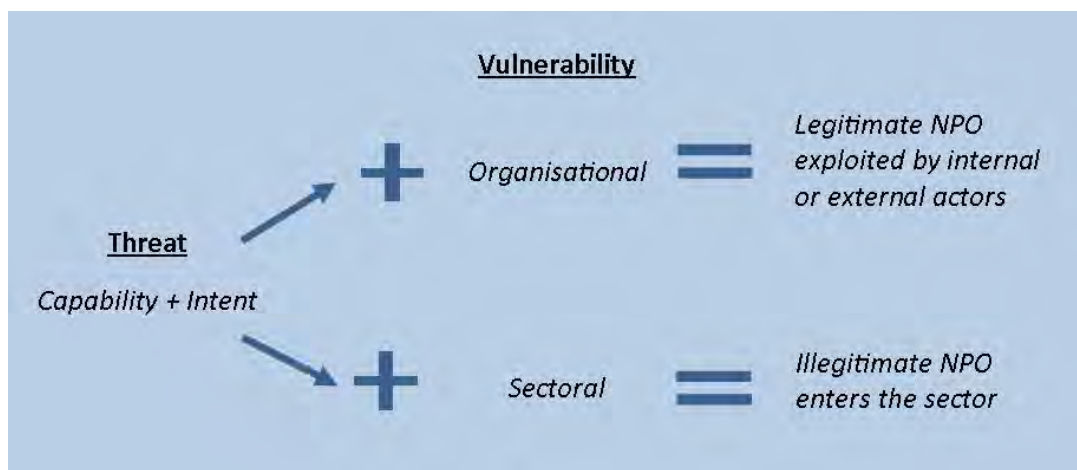 Vulnerability
Organisational
Legitimate NPO
exploited by internal
or external actors
Threat
Capability + Intent
Sectoral
Illegitimate NPO
enters the sector